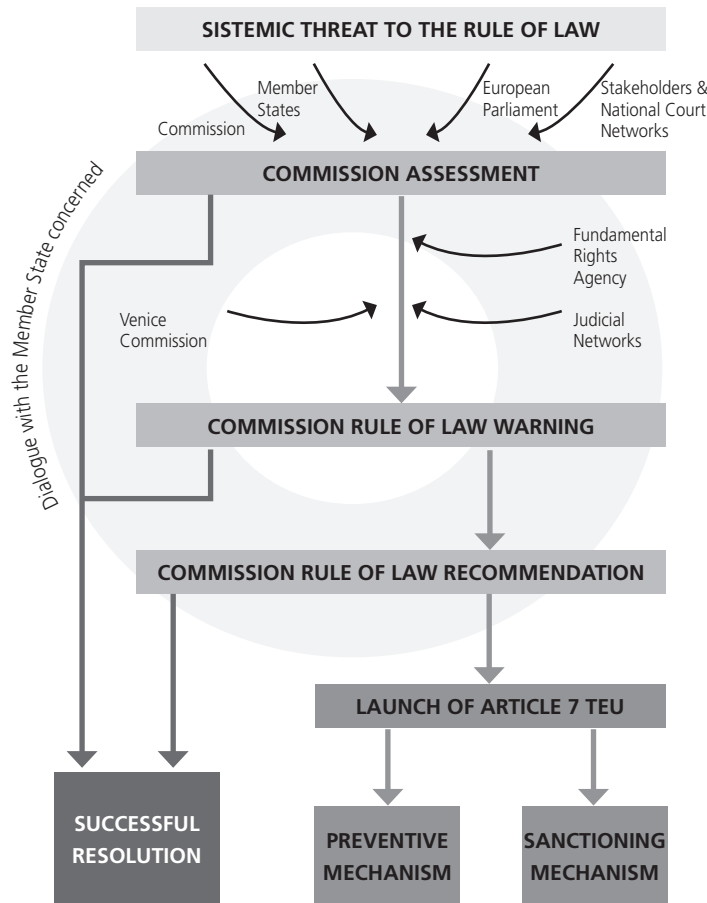 SISTEMIC THREAT TO THE RULE OF LAW
Commission
Member
States
European
Parliament
Stakeholders &
National Court
Networks
COMMISSION ASSESSMENT
Dialogue with the Member State concerned
Fundamental
Rights
Agency
Venice
Commission
Judicial
Networks
COMMISSION RULE OF LAW WARNING
COMMISSION RULE OF LAW RECOMMENDATION
LAUNCH OF ARTICLE 7 TEU
SUCCESSFUL
RESOLUTION
PREVENTIVE
MECHANISM
SANCTIONING
MECHANISM